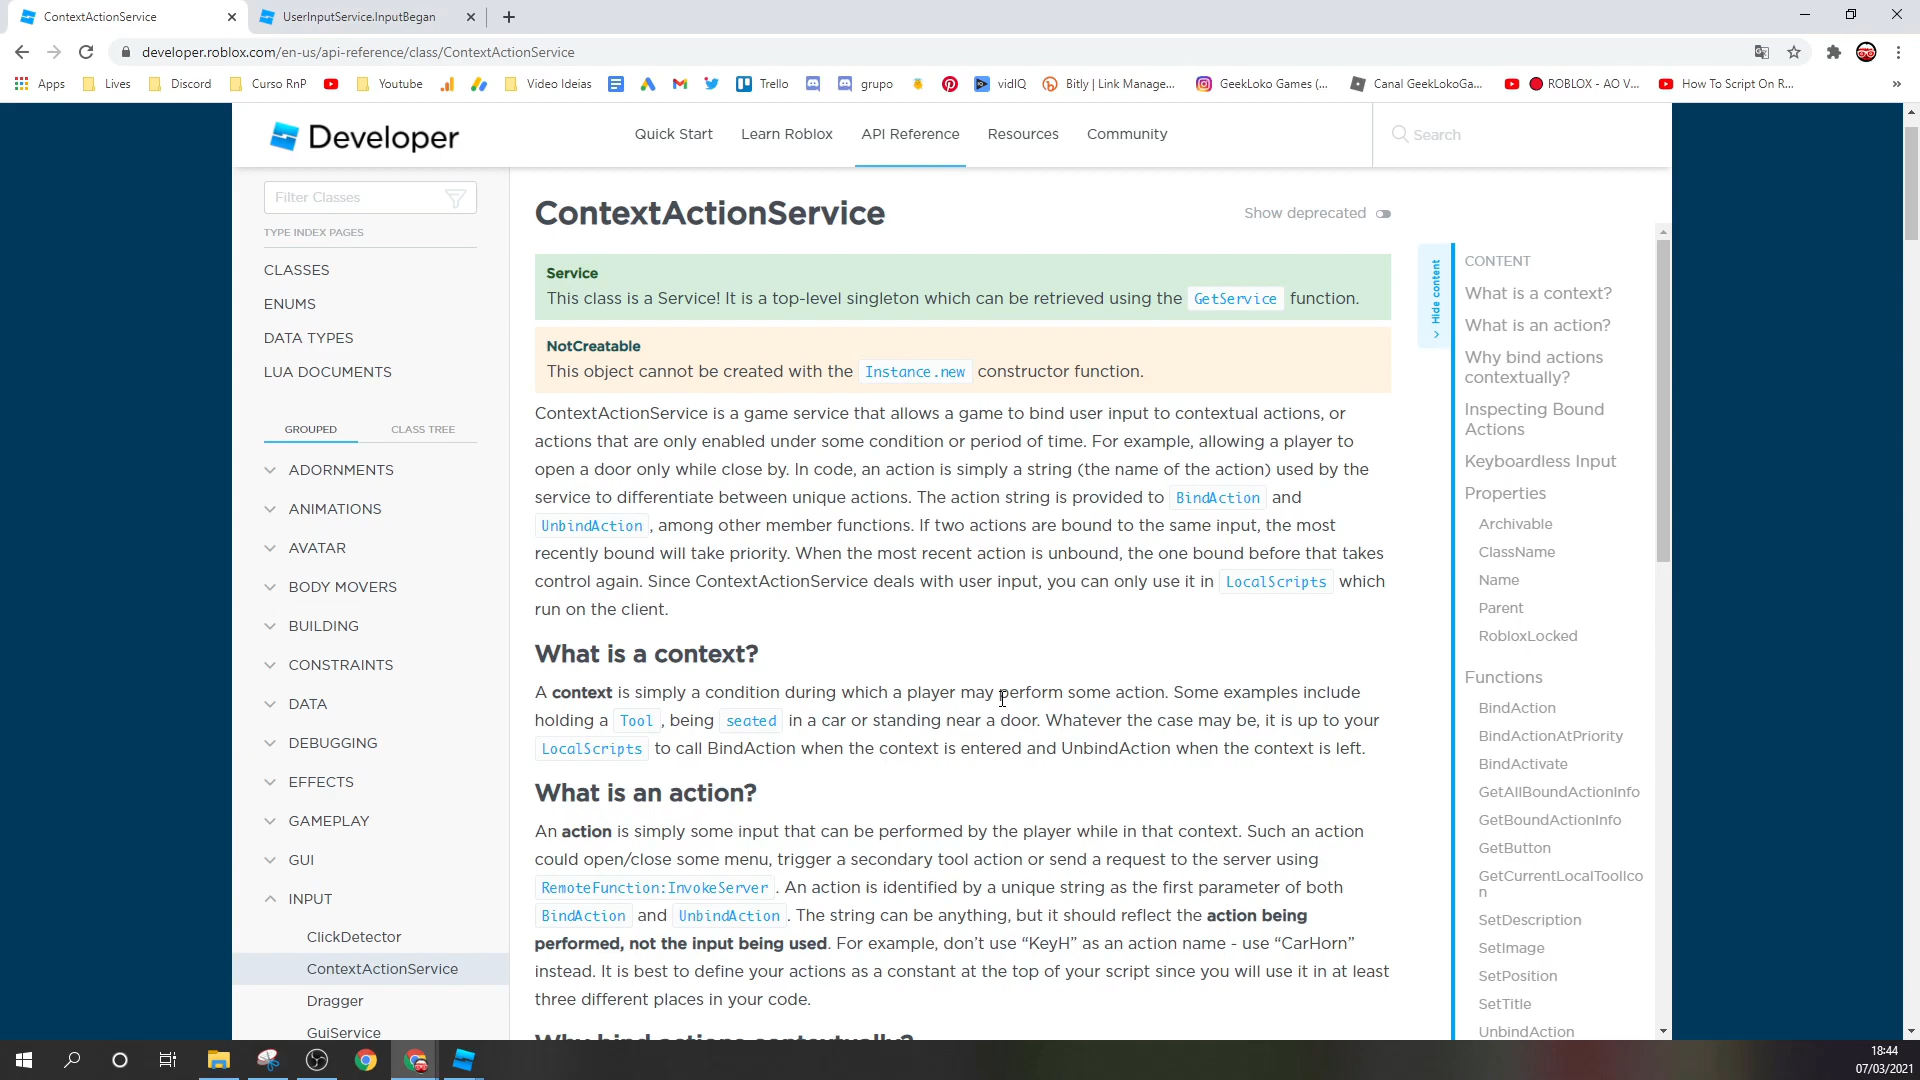 ContextActionService
UserInputService.InputBegan
developer.roblox.com/en-us/api-reference/class/ContextActionService
Apps
Lives
Discord
Curso RnP
Youtube
Video Ideias
Trello
grupo
vidIQ
Bitly | Link Manage...
GeekLoko Games (...
Canal GeekLokoGa...
ROBLOX - AO V...
How To Script On R...
»
Developer
Quick Start
Learn Roblox
API Reference
Resources
Community
Search
Filter Classes
TYPE INDEX PAGES
CLASSES
ENUMS
DATA TYPES
LUA DOCUMENTS
GROUPED
CLASS TREE
ADORNMENTS
ANIMATIONS
AVATAR
BODY MOVERS
BUILDING
CONSTRAINTS
DATA
DEBUGGING
EFFECTS
GAMEPLAY
GUI
INPUT
ClickDetector
ContextActionService
Dragger
GuiService
ContextActionService
Show deprecated
Service
This class is a Service! It is a top-level singleton which can be retrieved using the GetService function.
NotCreatable
This object cannot be created with the Instance.new constructor function.
ContextActionService is a game service that allows a game to bind user input to contextual actions, or
actions that are only enabled under some condition or period of time. For example, allowing a player to
open a door only while close by. In code, an action is simply a string (the name of the action) used by the
service to differentiate between unique actions. The action string is provided to BindAction and
UnbindAction, among other member functions. If two actions are bound to the same input, the most
recently bound will take priority. When the most recent action is unbound, the one bound before that takes
control again. Since ContextActionService deals with user input, you can only use it in LocalScripts which
run on the client.
What is a context?
A context is simply a condition during which a player may perform some action. Some examples include
holding a Tool, being seated in a car or standing near a door. Whatever the case may be, it is up to your
LocalScripts to call BindAction when the context is entered and UnbindAction when the context is left.
What is an action?
An action is simply some input that can be performed by the player while in that context. Such an action
could open/close some menu, trigger a secondary tool action or send a request to the server using
RemoteFunction:InvokeServer. An action is identified by a unique string as the first parameter of both
BindAction and UnbindAction. The string can be anything, but it should reflect the action being
performed, not the input being used. For example, don't use “KeyH” as an action name - use “CarHorn”
instead. It is best to define your actions as a constant at the top of your script since you will use it in at least
three different places in your code.
Why bind actions contextually?
Hide content
CONTENT
What is a context?
What is an action?
Why bind actions
contextually?
Inspecting Bound
Actions
Keyboardless Input
Properties
Archivable
ClassName
Name
Parent
RobloxLocked
Functions
BindAction
BindActionAtPriority
BindActivate
GetAllBoundActionInfo
GetBoundActionInfo
GetButton
GetCurrentLocalToolIco
n
SetDescription
SetImage
SetPosition
SetTitle
UnbindAction
18:44
07/03/2021